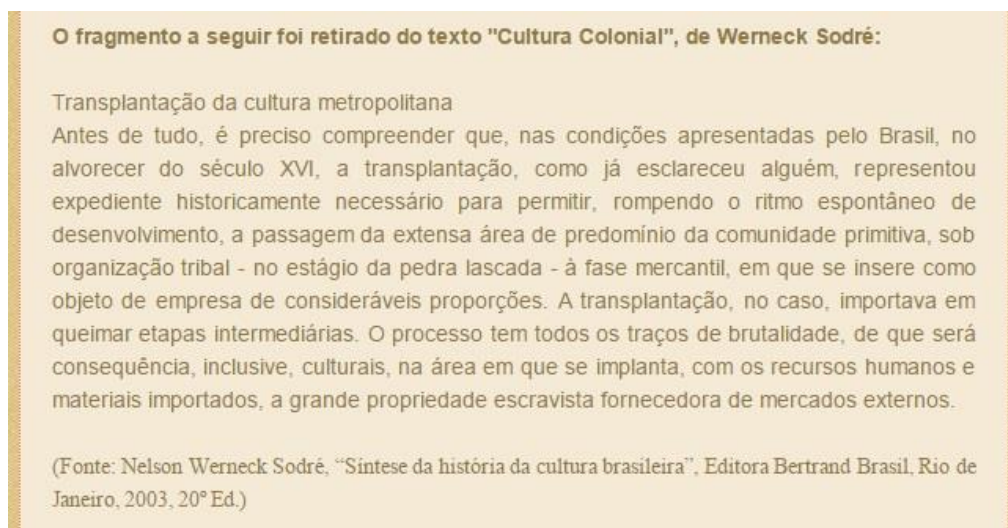 O fragmento a seguir foi retirado do texto "Cultura Colonial", de Werneck Sodré:
Transplantação da cultura metropolitana
Antes de tudo, é preciso compreender que, nas condições apresentadas pelo Brasil, no
alvorecer do século XVI, a transplantação, como já esclareceu alguém, representou
expediente historicamente necessário para permitir, rompendo o ritmo espontâneo de
desenvolvimento, a passagem da extensa área de predomínio da comunidade primitiva, sob
organização tribal - no estágio da pedra lascada - à fase mercantil, em que se insere como
objeto de empresa de consideráveis proporções. A transplantação, no caso, importava em
queimar etapas intermediárias. O processo tem todos os traços de brutalidade, de que será
consequência, inclusive, culturais, na área em que se implanta, com os recursos humanos e
materiais importados, a grande propriedade escravista fornecedora de mercados externos.
(Fonte: Nelson Werneck Sodré, “Síntese da história da cultura brasileira”, Editora Bertrand Brasil, Rio de
Janeiro, 2003, 20º Ed.)